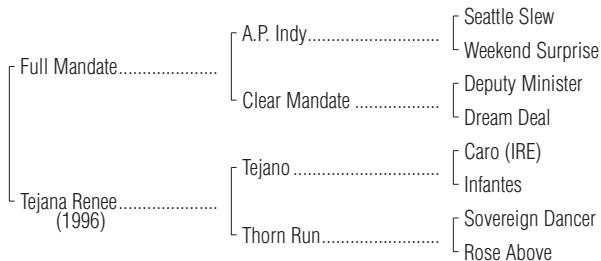 Seattle Slew
A.P. Indy
Weekend Surprise
Full Mandate
Deputy Minister
Clear Mandate
Dream Deal
Caro (IRE)
Tejano
Infantes
Tejana Renee
(1996)
Sovereign Dancer
Thorn Run
Rose Above